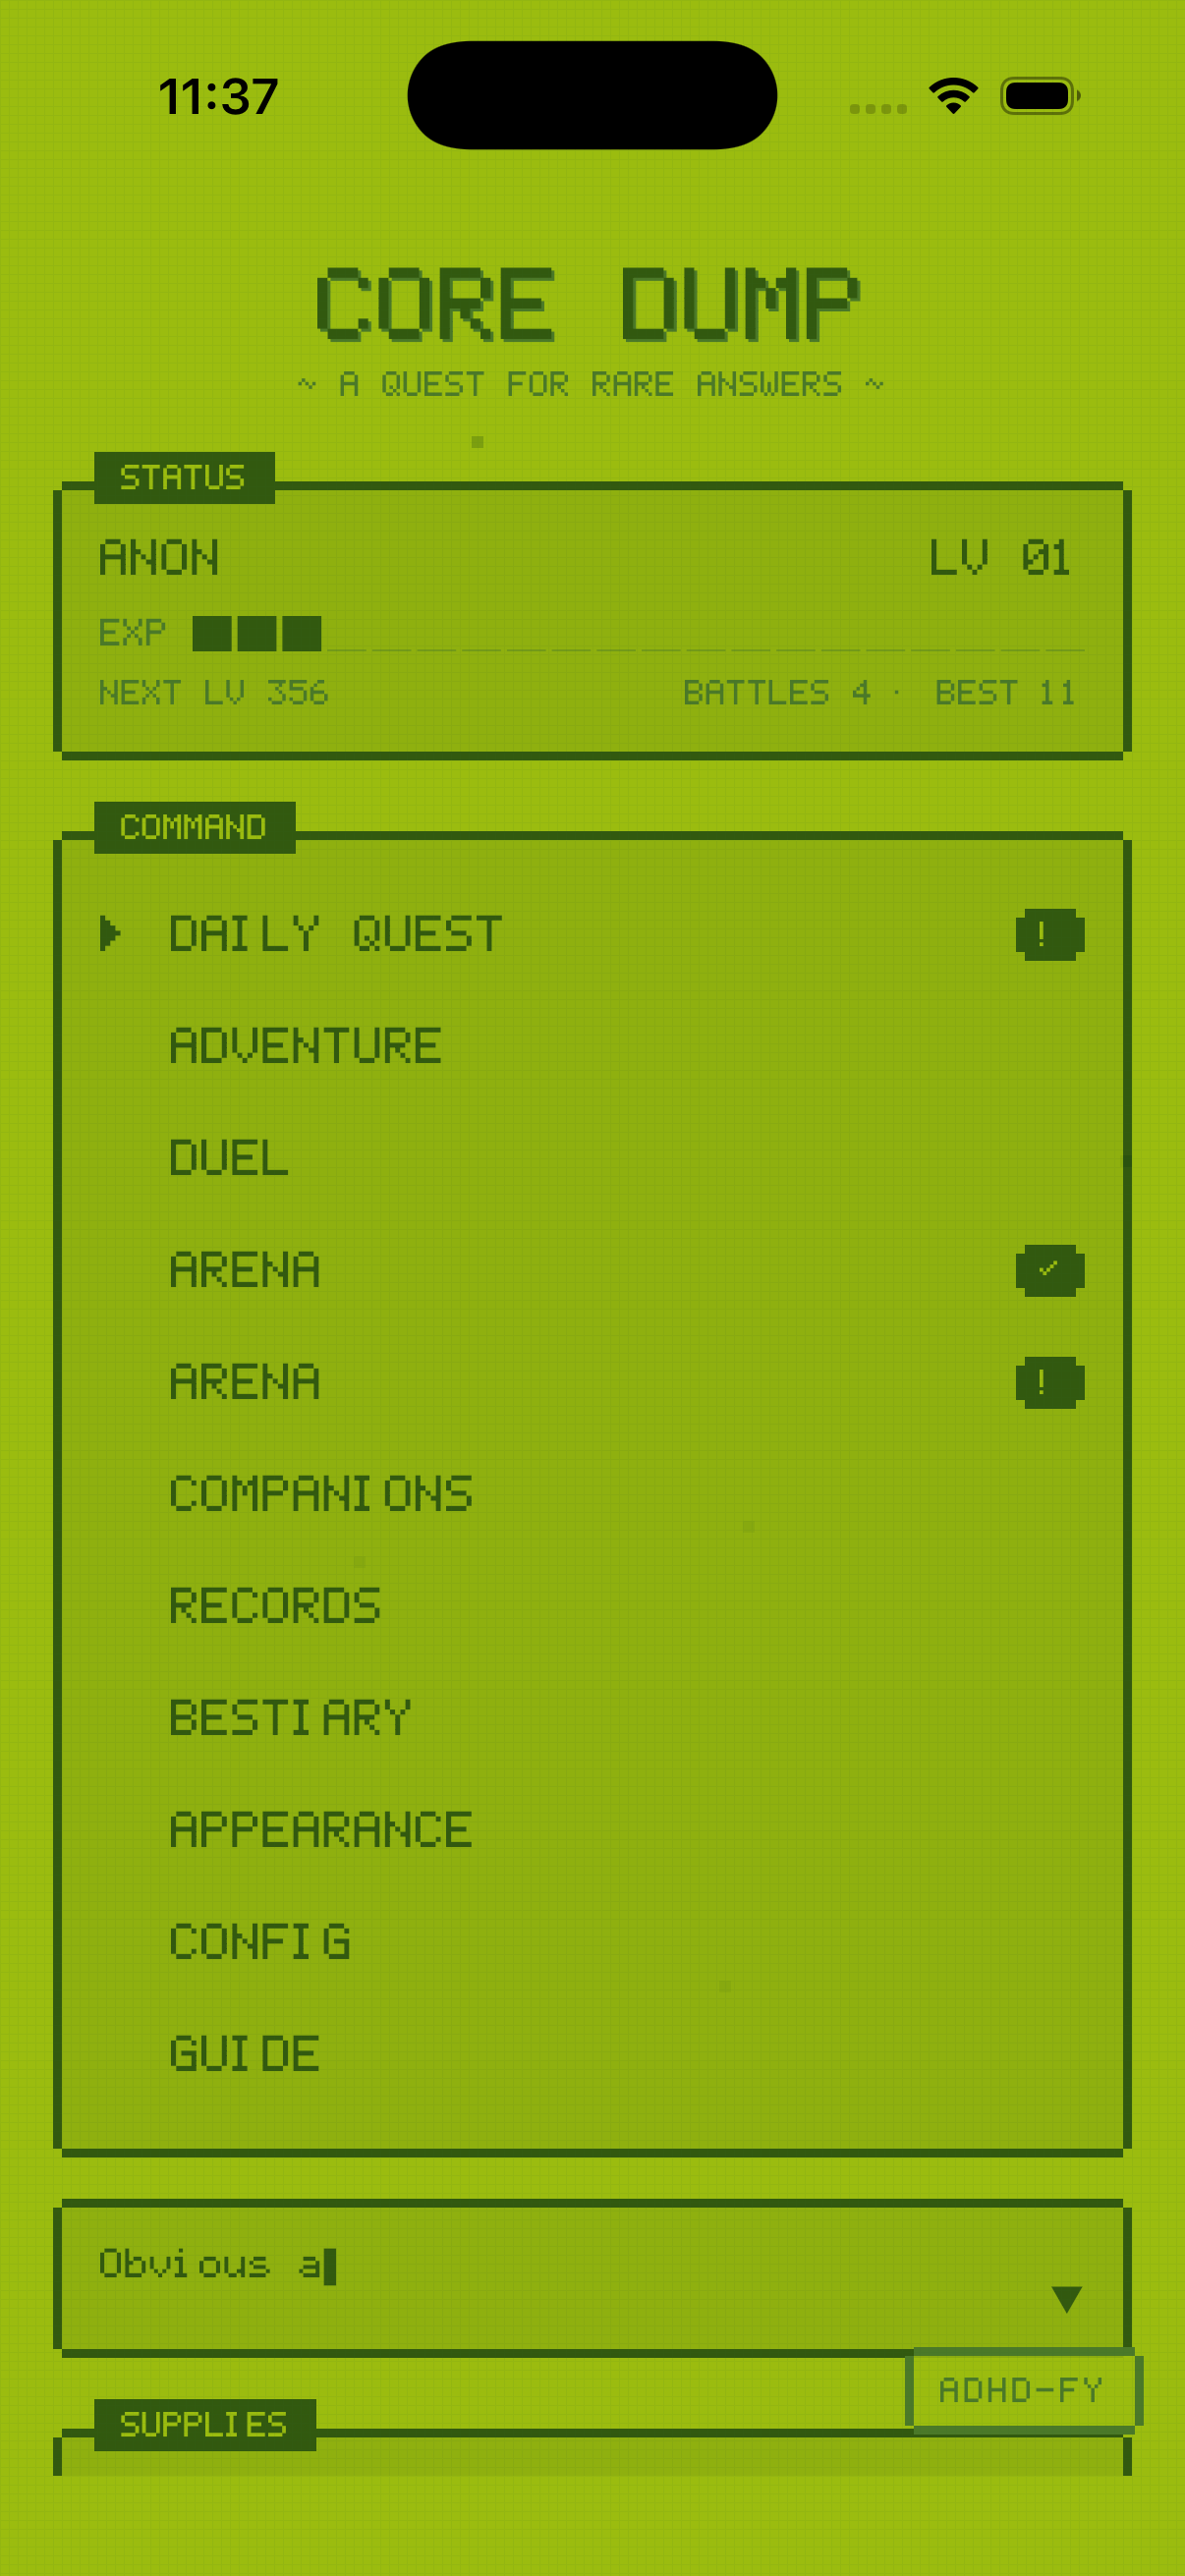 11:37
CORE DUMP
~ A QUEST FOR RARE ANSWERS ~
STATUS
ANON LV 01
EXP
NEXT LV 356 BATTLES 4 · BEST 11
COMMAND
DAILY QUEST !
ADVENTURE
DUEL
ARENA ✓
ARENA !
COMPANIONS
RECORDS
BESTIARY
APPEARANCE
CONFIG
GUIDE
Obvious a
ADHD-FY
SUPPLIES